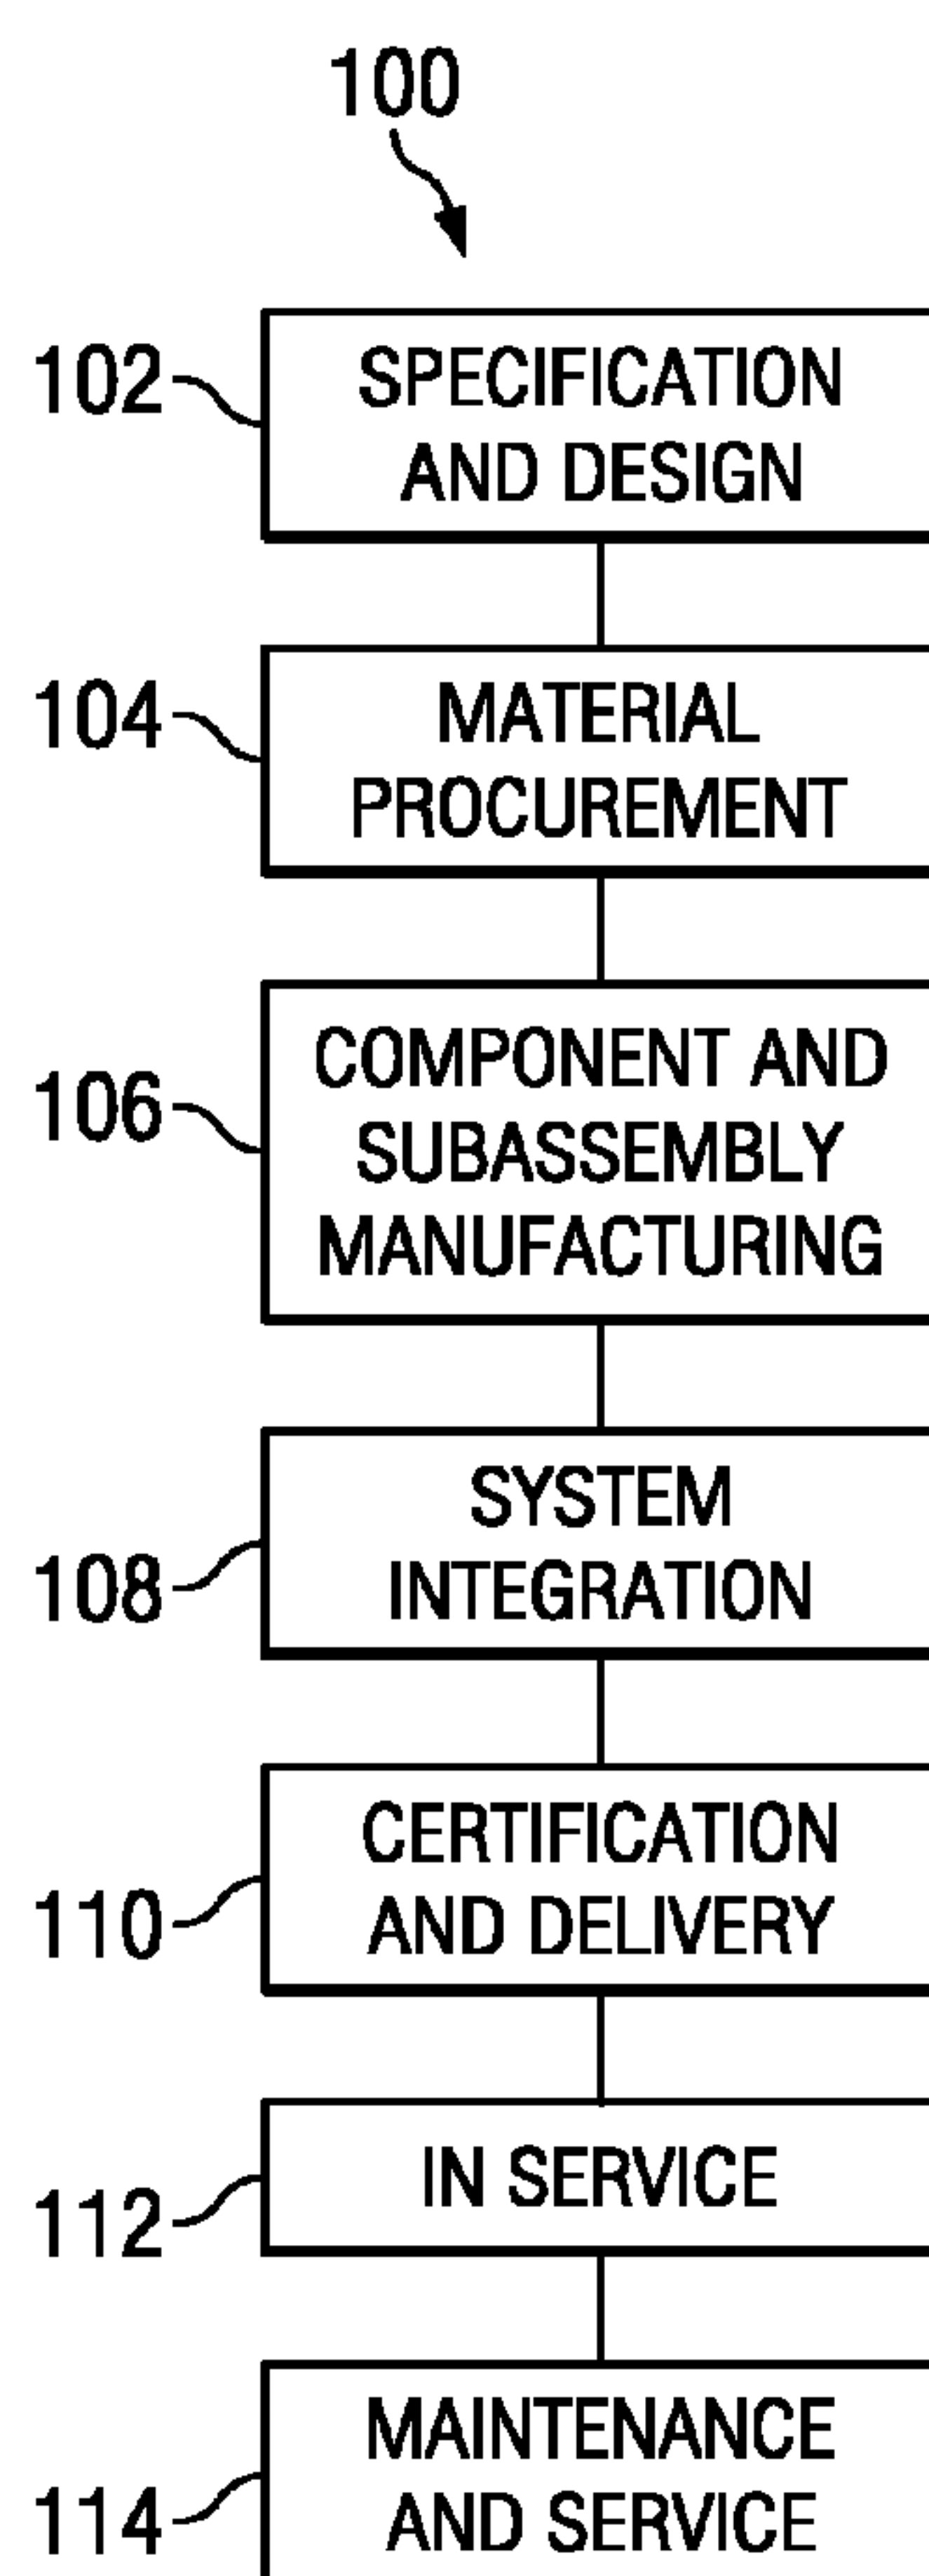 100
102
SPECIFICATION
AND DESIGN
104
MATERIAL
PROCUREMENT
106
COMPONENT AND
SUBASSEMBLY
MANUFACTURING
108
SYSTEM
INTEGRATION
110
CERTIFICATION
AND DELIVERY
112
IN SERVICE
114
MAINTENANCE
AND SERVICE